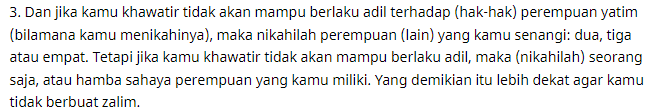 3. Dan jika kamu khawatir tidak akan mampu berlaku adil terhadap (hak-hak) perempuan yatim
(bilamana kamu menikahinya), maka nikahilah perempuan (lain) yang kamu senangi: dua, tiga
atau empat. Tetapi jika kamu khawatir tidak akan mampu berlaku adil, maka (nikahilah) seorang
saja, atau hamba sahaya perempuan yang kamu miliki. Yang demikian itu lebih dekat agar kamu
tidak berbuat zalim.